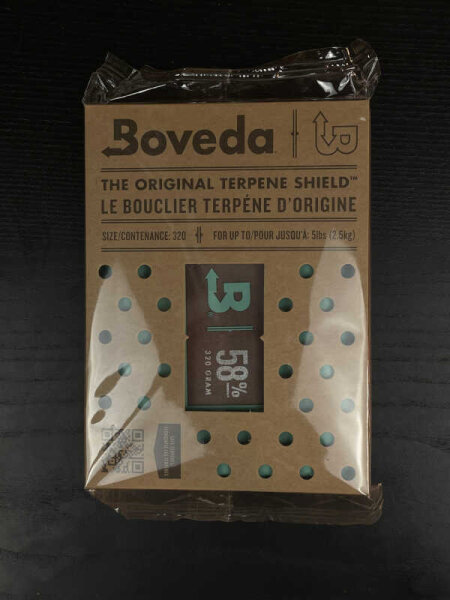 Boveda
THE ORIGINAL TERPENE SHIELD™
LE BOUCLIER TERPÉNE D'ORIGINE
SIZE/CONTENANCE: 320 FOR UP TO/POUR JUSQU'À: 5lbs (2.5kg)
B
58%
320 GRAM